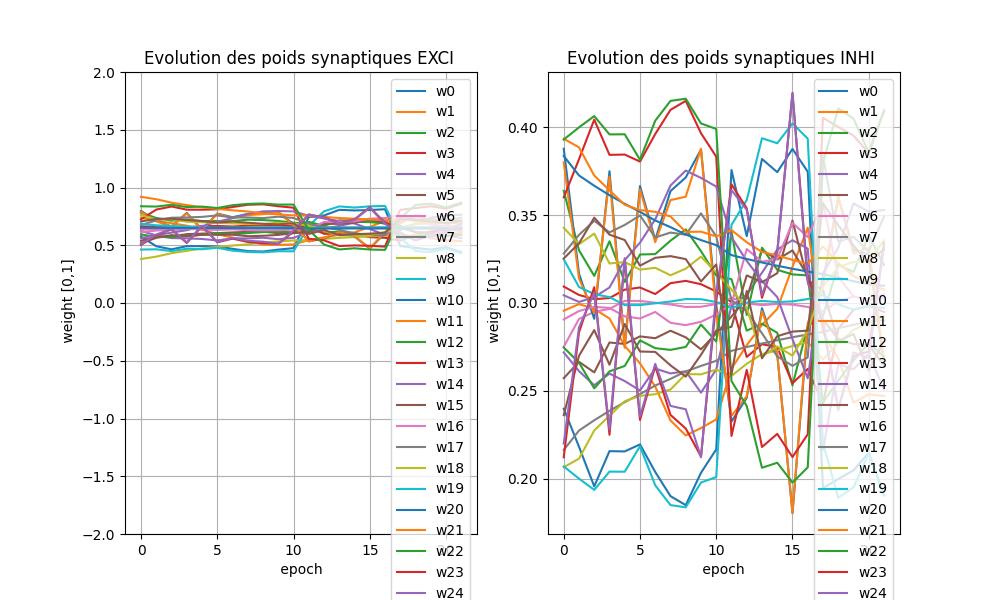 Evolution des poids synaptiques EXCI
weight [0,1]
2.0
1.5
1.0
0.5
0.0
−0.5
−1.0
−1.5
−2.0
0
5
10
15
epoch
w0
w1
w2
w3
w4
w5
w6
w7
w8
w9
w10
w11
w12
w13
w14
w15
w16
w17
w18
w19
w20
w21
w22
w23
w24
Evolution des poids synaptiques INHI
weight [0,1]
0.40
0.35
0.30
0.25
0.20
0
5
10
15
epoch
w0
w1
w2
w3
w4
w5
w6
w7
w8
w9
w10
w11
w12
w13
w14
w15
w16
w17
w18
w19
w20
w21
w22
w23
w24